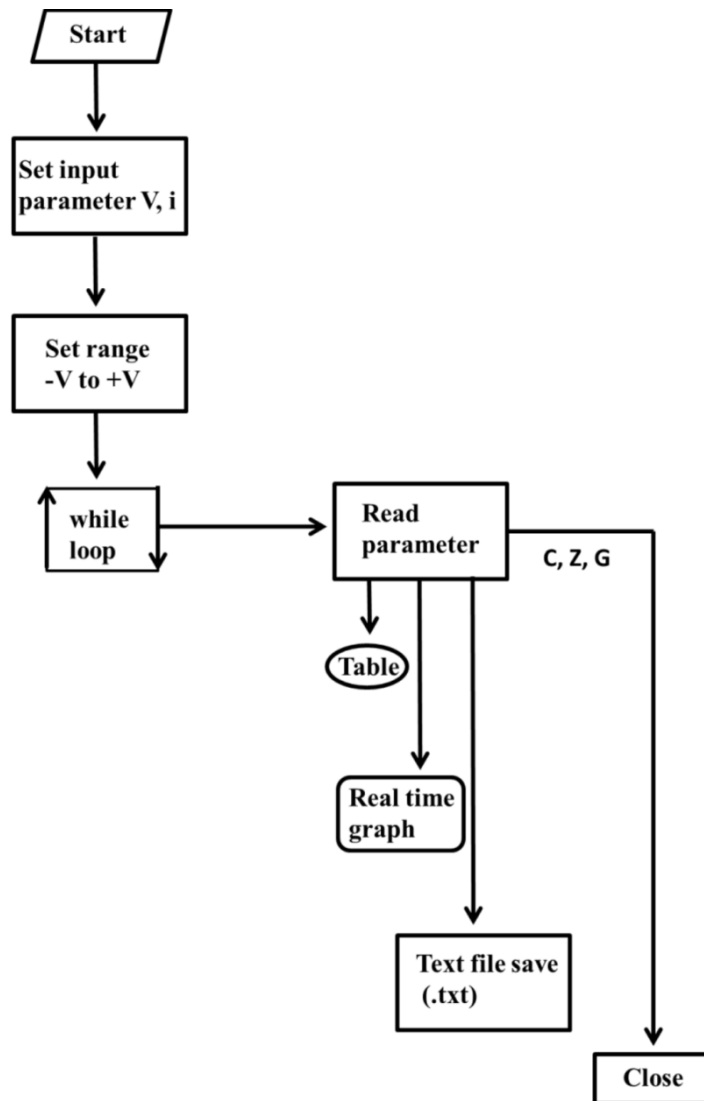 Start
Set input
parameter V, i
Set range
-V to +V
while
loop
Read
parameter
C, Z, G
Table
Real time
graph
Text file save
(.txt)
Close